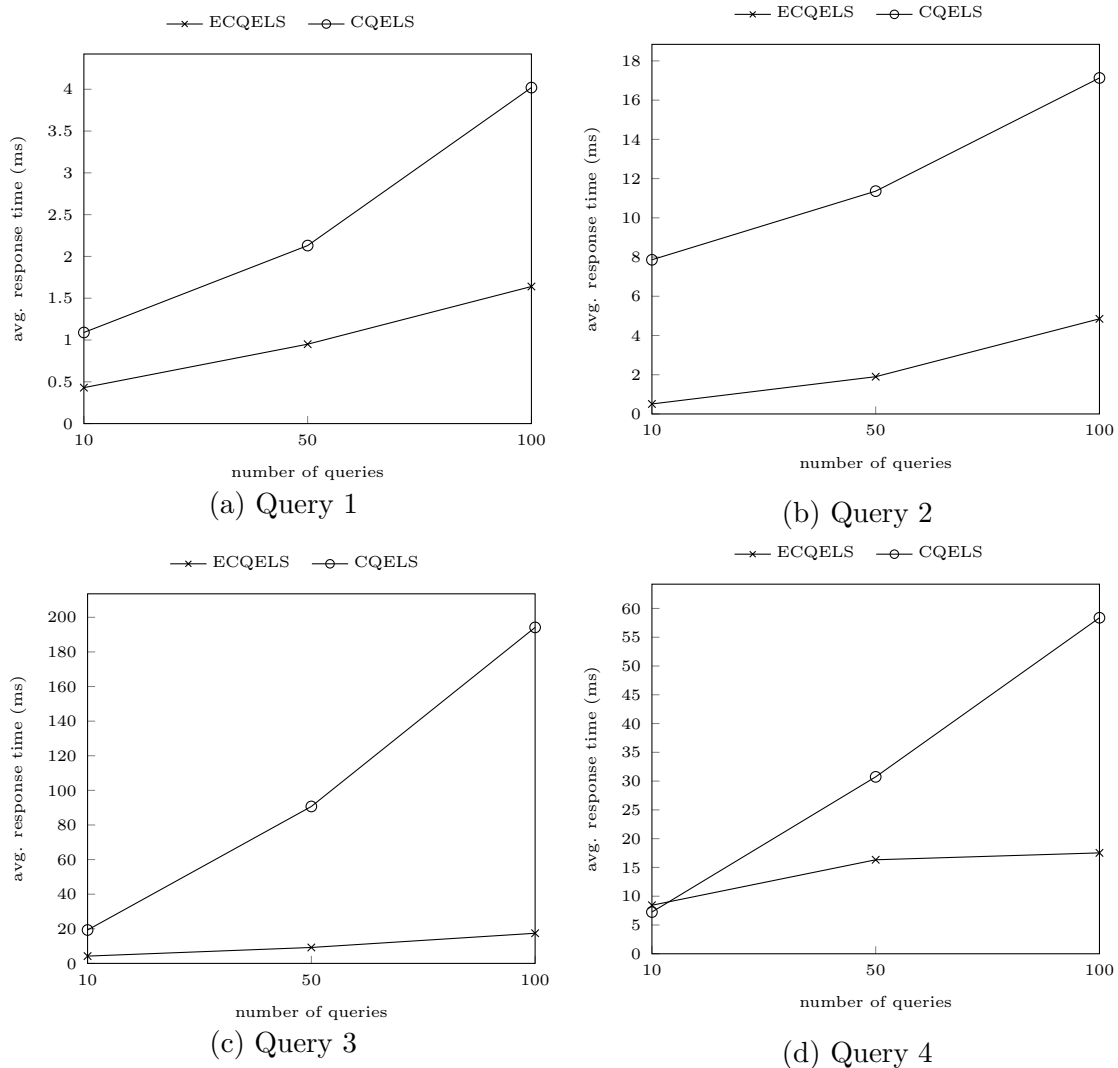 ECQELS CQELS
4
3.5
3
2.5
2
1.5
1
0.5
0
avg. response time (ms)
10 50 100
number of queries
(a) Query 1
ECQELS CQELS
18
16
14
12
10
8
6
4
2
0
avg. response time (ms)
10 50 100
number of queries
(b) Query 2
ECQELS CQELS
200
180
160
140
120
100
80
60
40
20
0
avg. response time (ms)
10 50 100
number of queries
(c) Query 3
ECQELS CQELS
60
55
50
45
40
35
30
25
20
15
10
5
0
avg. response time (ms)
10 50 100
number of queries
(d) Query 4